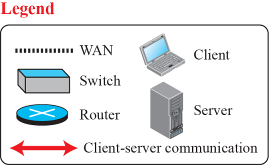 Legend
WAN
Client
Switch
Router
Server
Client-server communication